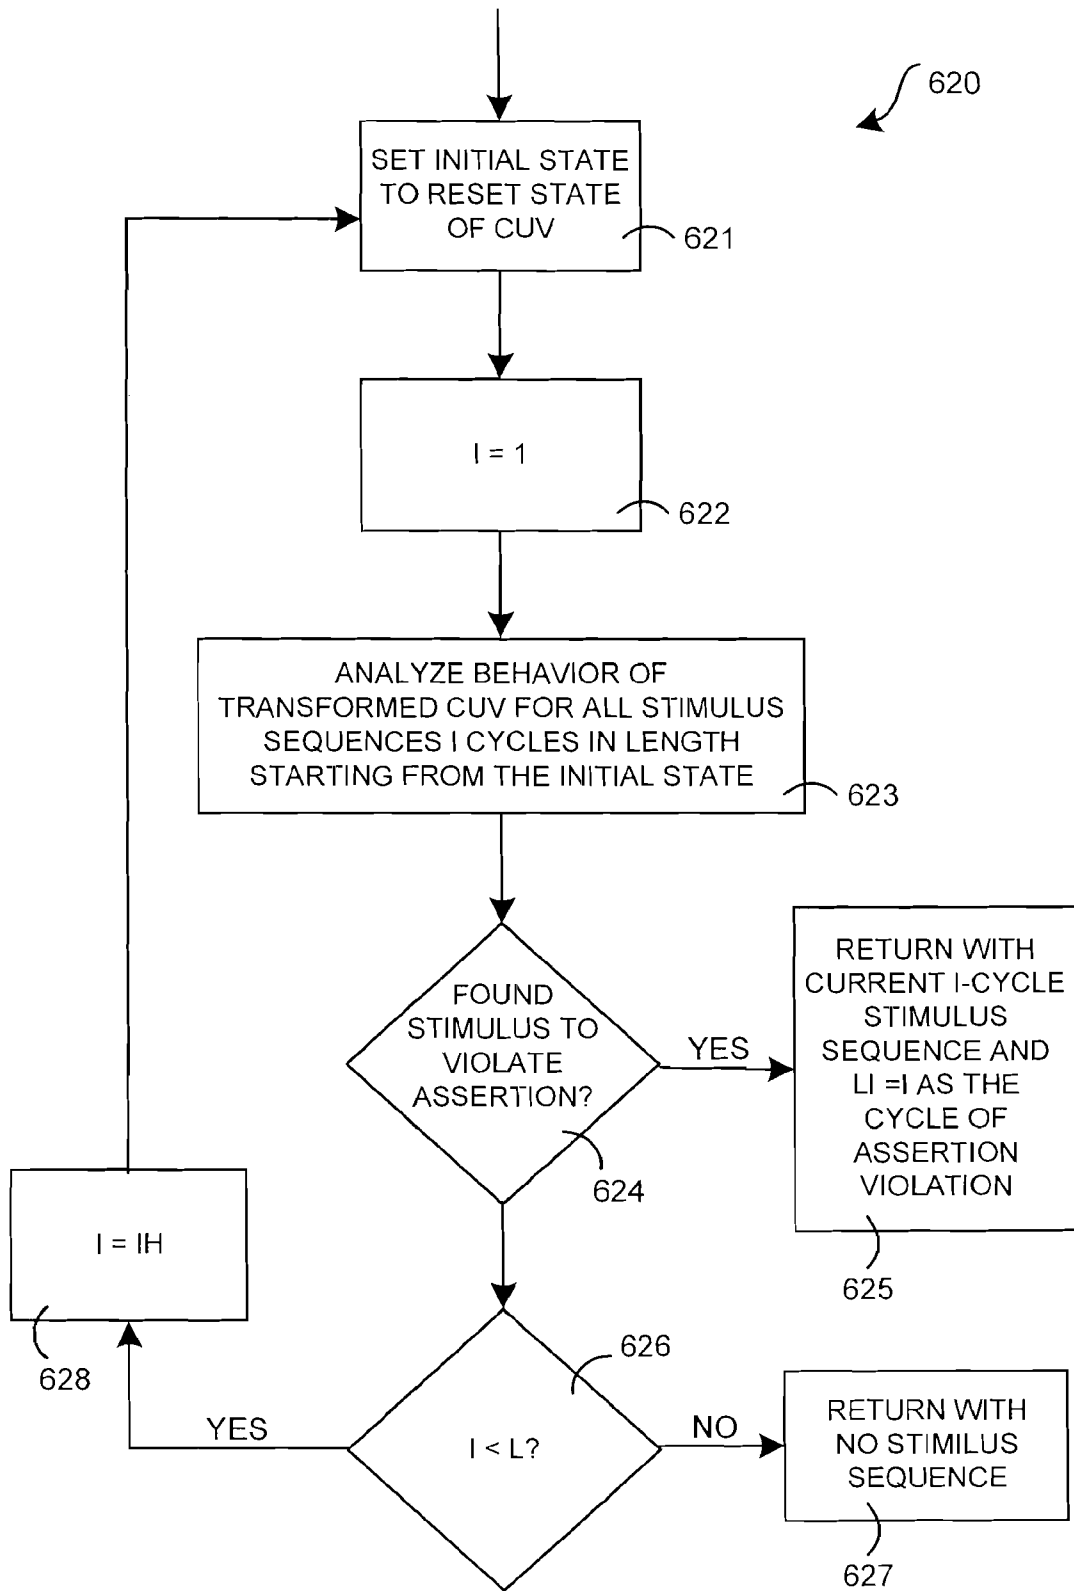 620
SET INITIAL STATE
TO RESET STATE
OF CUV
621
I = 1
622
ANALYZE BEHAVIOR OF
TRANSFORMED CUV FOR ALL STIMULUS
SEQUENCES I CYCLES IN LENGTH
STARTING FROM THE INITIAL STATE
623
FOUND
STIMULUS TO
VIOLATE
ASSERTION?
624
YES
RETURN WITH
CURRENT I-CYCLE
STIMULUS
SEQUENCE AND
LI =I AS THE
CYCLE OF
ASSERTION
VIOLATION
625
I = IH
628
626
I < L?
YES
NO
RETURN WITH
NO STIMILUS
SEQUENCE
627